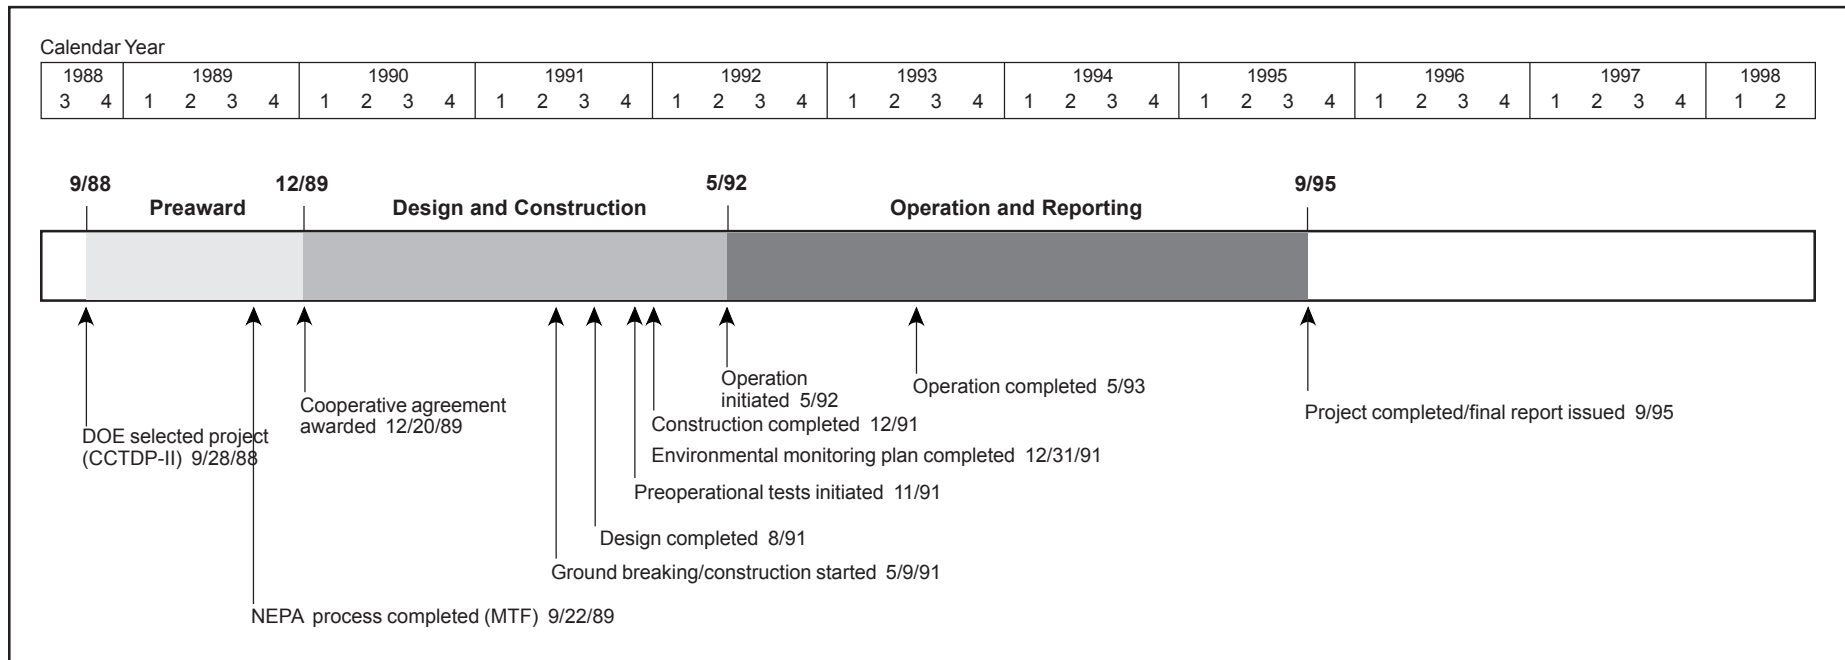 Calendar Year
1988 1989 1990 1991 1992 1993 1994 1995 1996 1997 1998
3 4 1 2 3 4 1 2 3 4 1 2 3 4 1 2 3 4 1 2 3 4 1 2 3 4 1 2 3 4 1 2 3 4 1 2 3 4 1 2
9/88 12/89 5/92 9/95
Preaward Design and Construction Operation and Reporting
DOE selected project
(CCTDP-II) 9/28/88
Cooperative agreement
awarded 12/20/89
Operation
initiated 5/92
Operation completed 5/93
Project completed/final report issued 9/95
Construction completed 12/91
Environmental monitoring plan completed 12/31/91
Preoperational tests initiated 11/91
Design completed 8/91
Ground breaking/construction started 5/9/91
NEPA process completed (MTF) 9/22/89